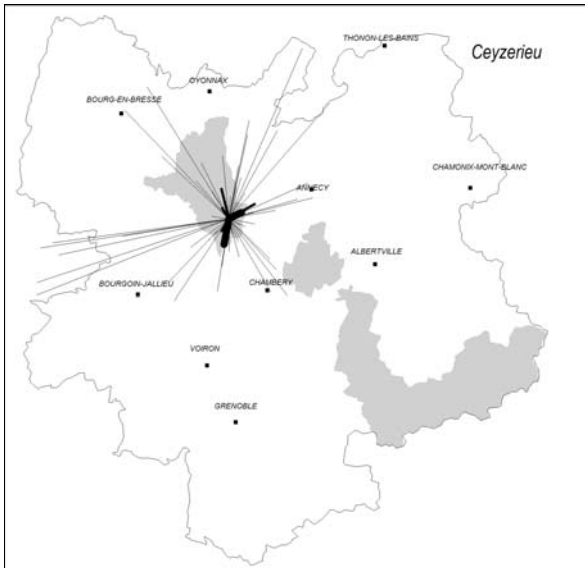 THONON-LES-BAINS
Ceyzerieu
OYONNAX
BOURG-EN-BRESSE
CHAMONIX-MONT-BLANC
ANNECY
ALBERTVILLE
BOURGOIN-JALLIEU
CHAMBERY
VOIRON
GRENOBLE